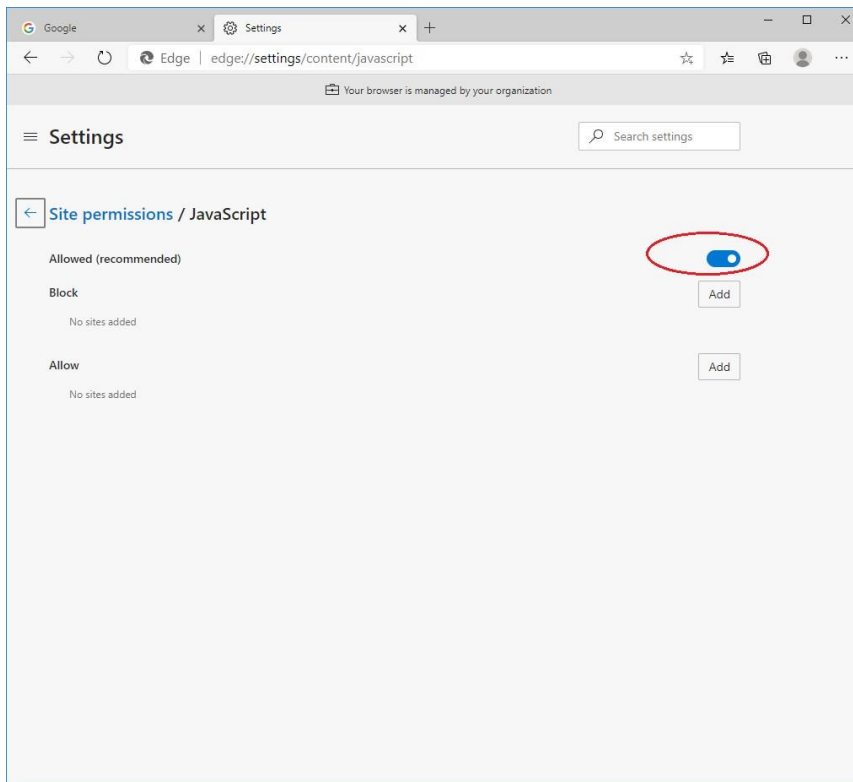 Google
Settings
Edge | edge://settings/content/javascript
Your browser is managed by your organization
Settings
Search settings
Site permissions / JavaScript
Allowed (recommended)
Block
Add
No sites added
Allow
Add
No sites added